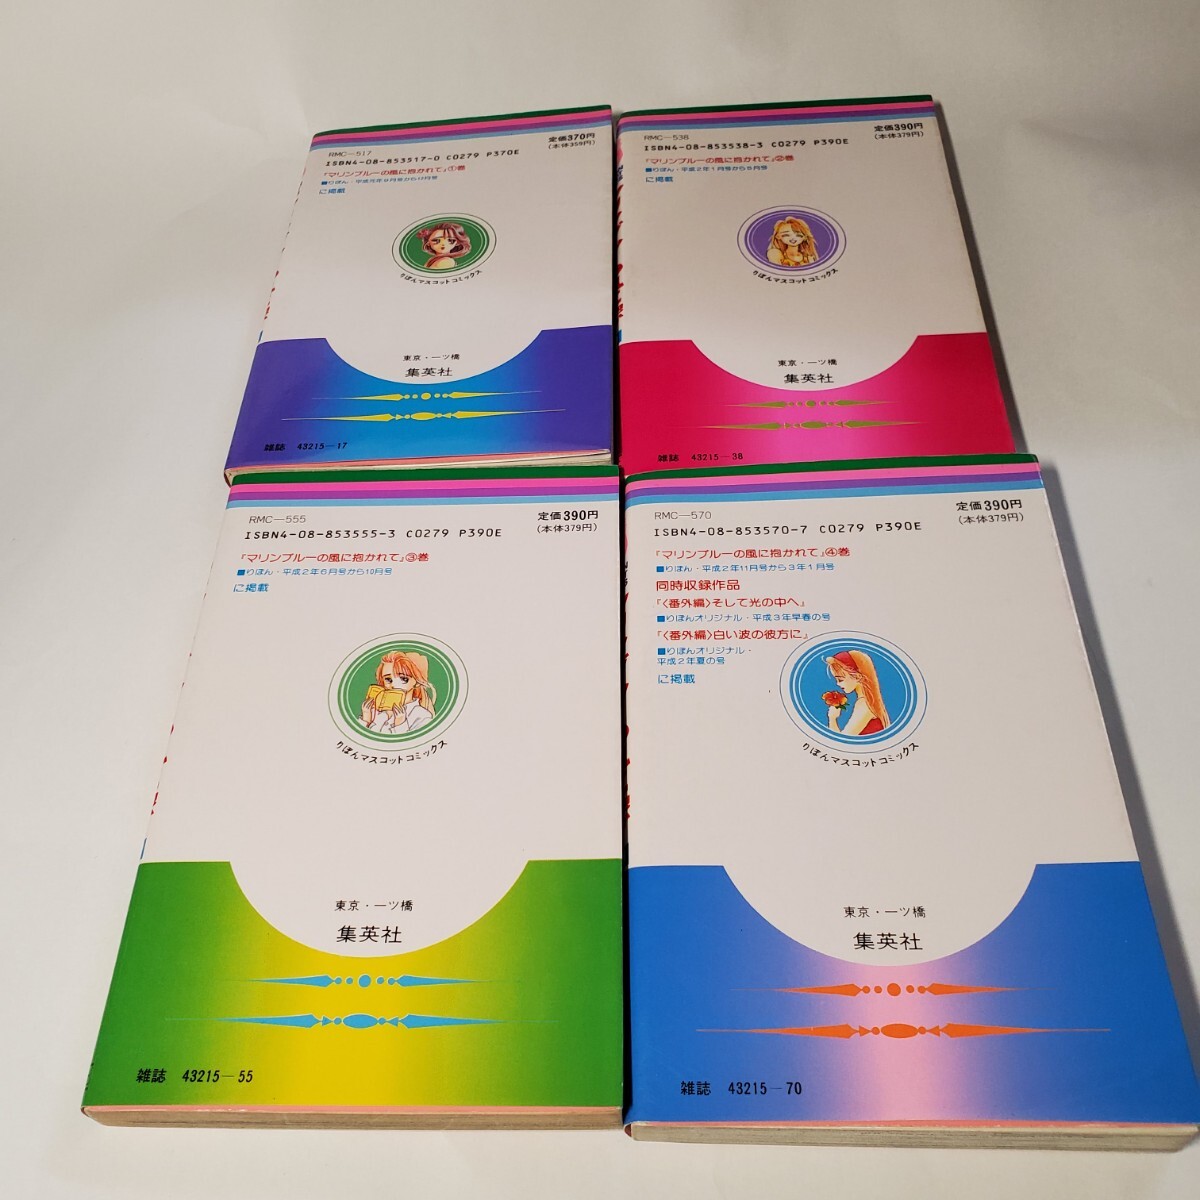 定価370円
(本体359円)
RMC—517
ISBN4-08-853517-0 C0279 P370E
「マリンブルーの風に抱かれて」①巻
■りぼん・平成元年9月号から12月号
に掲載
りぼんマスコットコミックス
東京・一ツ橋
集英社
雑誌 43215—17
定価390円
(本体379円)
RMC—538
ISBN4-08-853538-3 C0279 P390E
「マリンブルーの風に抱かれて」②巻
■りぼん・平成2年1月号から5月号
に掲載
りぼんマスコットコミックス
東京・一ツ橋
集英社
雑誌 43215—38
定価390円
(本体379円)
RMC—555
ISBN4-08-853555-3 C0279 P390E
「マリンブルーの風に抱かれて」③巻
■りぼん・平成2年6月号から10月号
に掲載
りぼんマスコットコミックス
東京・一ツ橋
集英社
雑誌 43215—55
定価390円
(本体379円)
RMC—570
ISBN4-08-853570-7 C0279 P390E
「マリンブルーの風に抱かれて」④巻
■りぼん・平成2年11月号から3年1月号
同時収録作品
「〈番外編〉そして光の中へ」
■りぼんオリジナル・平成3年早春の号
「〈番外編〉白い波の彼方に」
■りぼんオリジナル・
平成2年夏の号
に掲載
りぼんマスコットコミックス
東京・一ツ橋
集英社
雑誌 43215—70